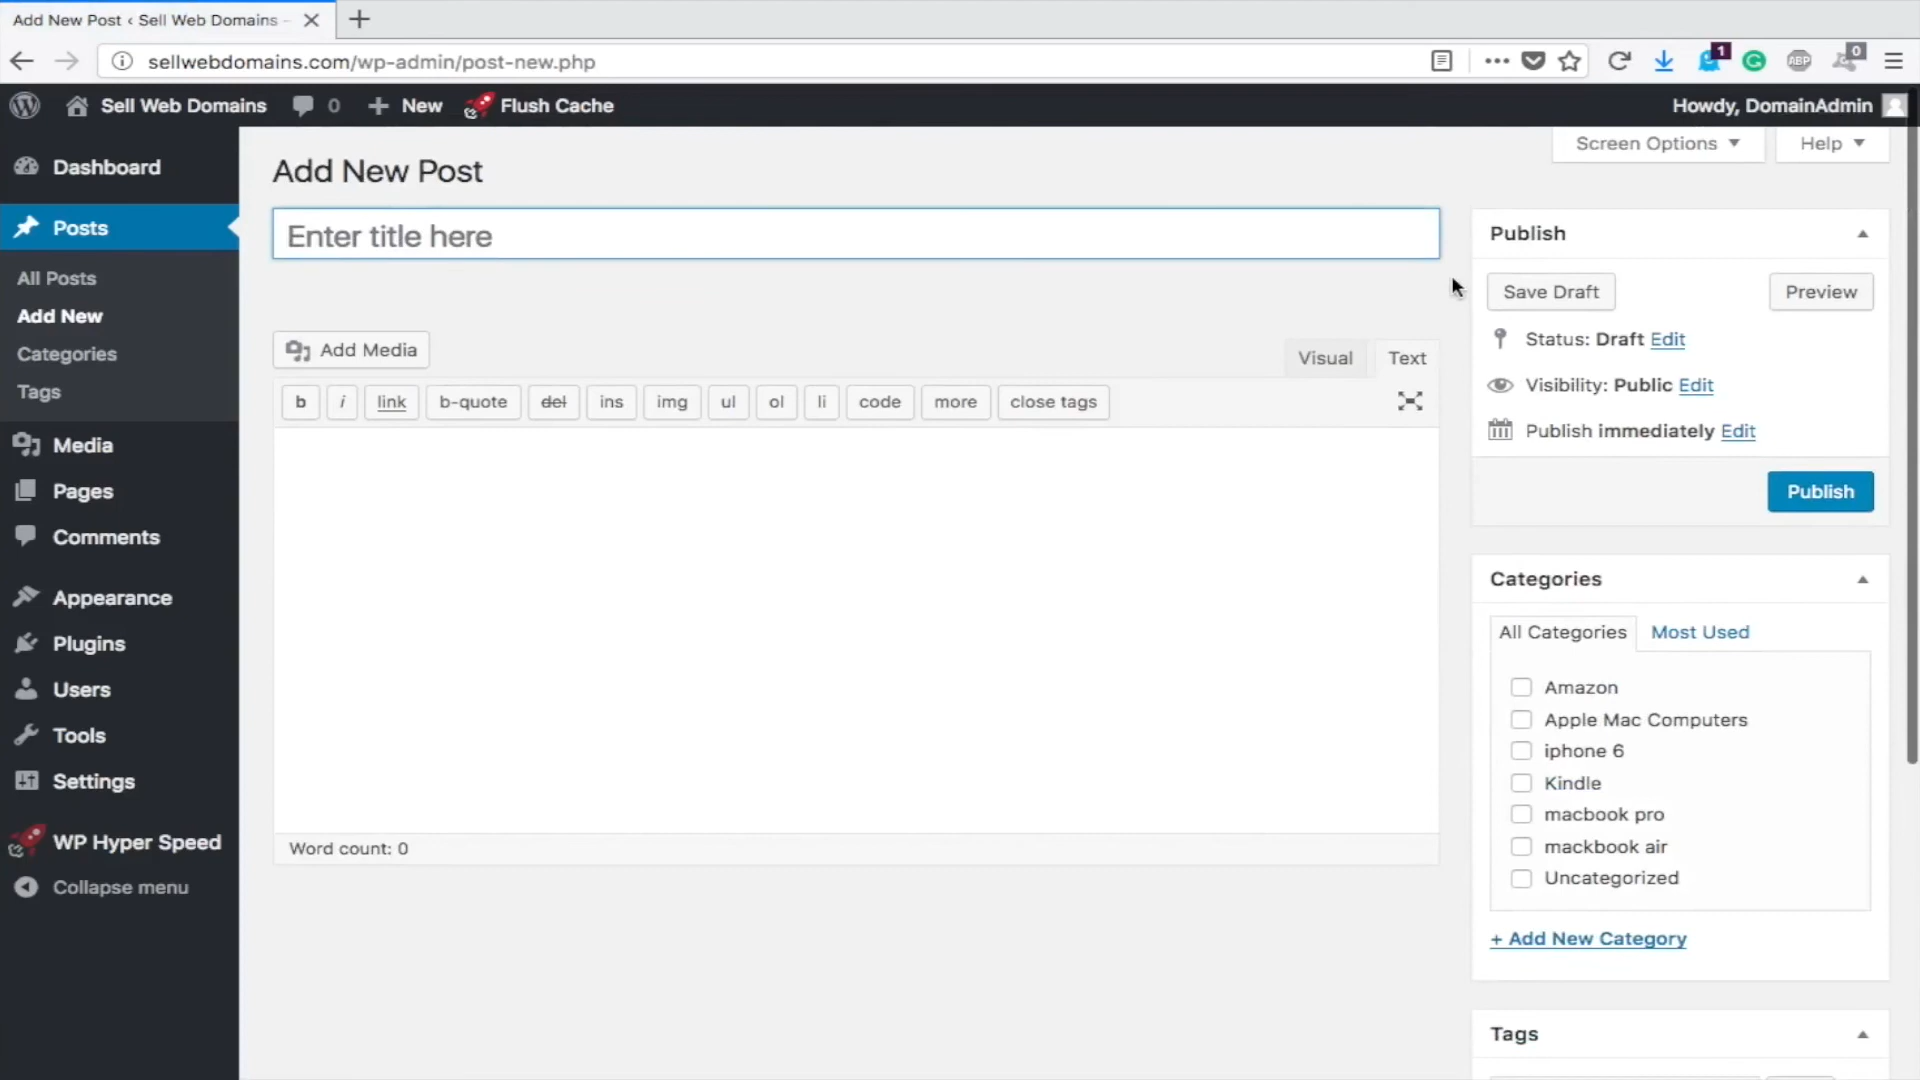 Add New Post ‹ Sell Web Domains -
sellwebdomains.com/wp-admin/post-new.php
1
G
ABP
0
Sell Web Domains
0
New
Flush Cache
Howdy, DomainAdmin
Screen Options
Help
Dashboard
Posts
All Posts
Add New
Categories
Tags
Media
Pages
Comments
Appearance
Plugins
Users
Tools
Settings
WP Hyper Speed
Collapse menu
Add New Post
Enter title here
Add Media
Visual
Text
b
i
link
b-quote
del
ins
img
ul
ol
li
code
more
close tags
Word count: 0
Publish
Save Draft
Preview
Status: Draft Edit
Visibility: Public Edit
Publish immediately Edit
Publish
Categories
All Categories
Most Used
Amazon
Apple Mac Computers
iphone 6
Kindle
macbook pro
mackbook air
Uncategorized
+ Add New Category
Tags